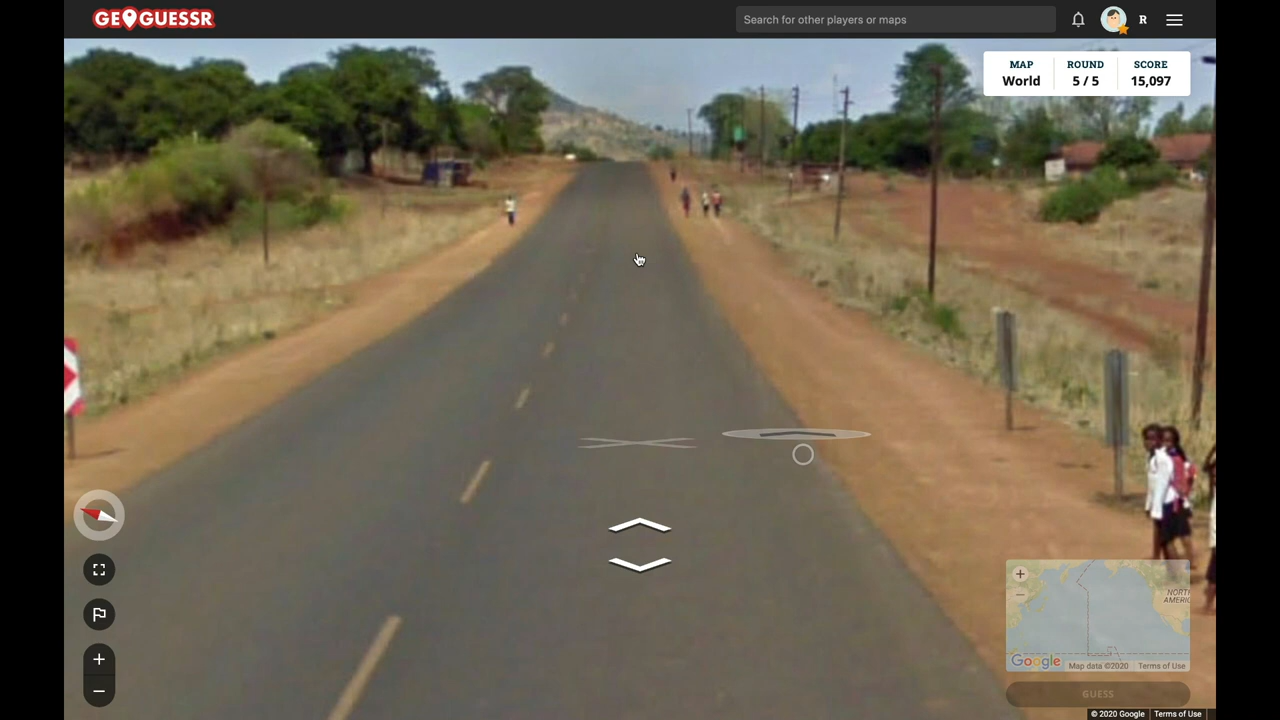 GEOGUESSR
Search for other players or maps
R
MAP ROUND SCORE
World 5 / 5 15,097
NORTH
AMERIC
Google Map data ©2020 Terms of Use
GUESS
© 2020 Google Terms of Use